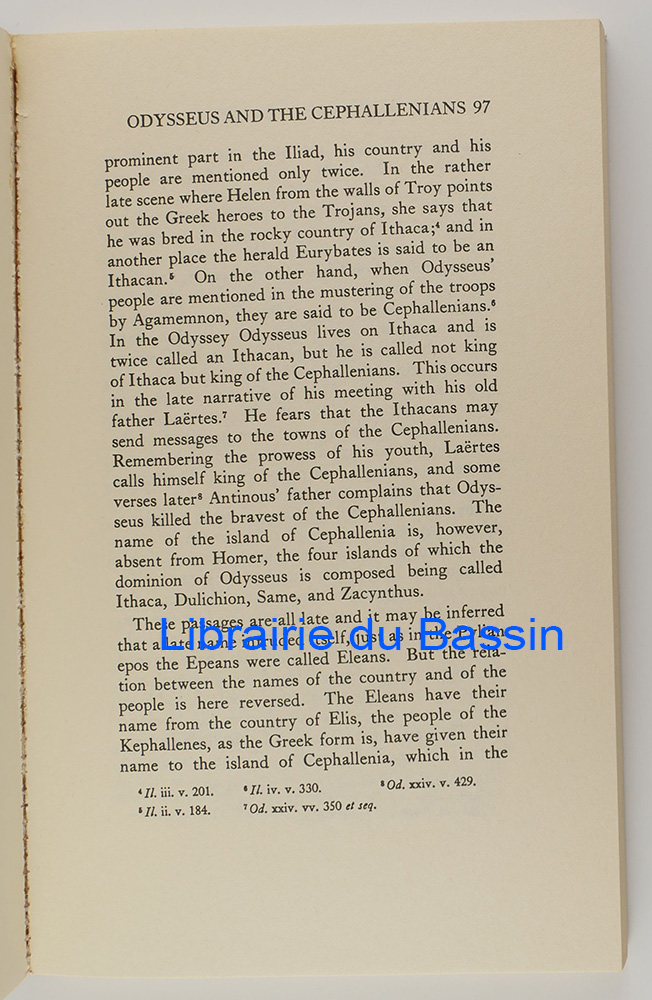 ODYSSEUS AND THE CEPHALLENIANS 97
prominent part in the Iliad, his country and his
people are mentioned only twice. In the rather
late scene where Helen from the walls of Troy points
out the Greek heroes to the Trojans, she says that
he was bred in the rocky country of Ithaca;⁴ and in
another place the herald Eurybates is said to be an
Ithacan.⁵ On the other hand, when Odysseus'
people are mentioned in the mustering of the troops
by Agamemnon, they are said to be Cephallenians.⁶
In the Odyssey Odysseus lives on Ithaca and is
twice called an Ithacan, but he is called not king
of Ithaca but king of the Cephallenians. This occurs
in the late narrative of his meeting with his old
father Laërtes.⁷ He fears that the Ithacans may
send messages to the towns of the Cephallenians.
Remembering the prowess of his youth, Laërtes
calls himself king of the Cephallenians, and some
verses later⁸ Antinous' father complains that Odys-
seus killed the bravest of the Cephallenians. The
name of the island of Cephallenia is, however,
absent from Homer, the four islands of which the
dominion of Odysseus is composed being called
Ithaca, Dulichion, Same, and Zacynthus.
These passages are all late and it may be inferred
that a late name intruded itself, just as in the
Librairie du Bassin
epos the Epeans were called Eleans. But the rela-
tion between the names of the country and of the
people is here reversed. The Eleans have their
name from the country of Elis, the people of the
Kephallenes, as the Greek form is, have given their
name to the island of Cephallenia, which in the
⁴ Il. iii. v. 201. ⁶ Il. iv. v. 330. ⁸ Od. xxiv. v. 429.
⁵ Il. ii. v. 184. ⁷ Od. xxiv. vv. 350 et seq.